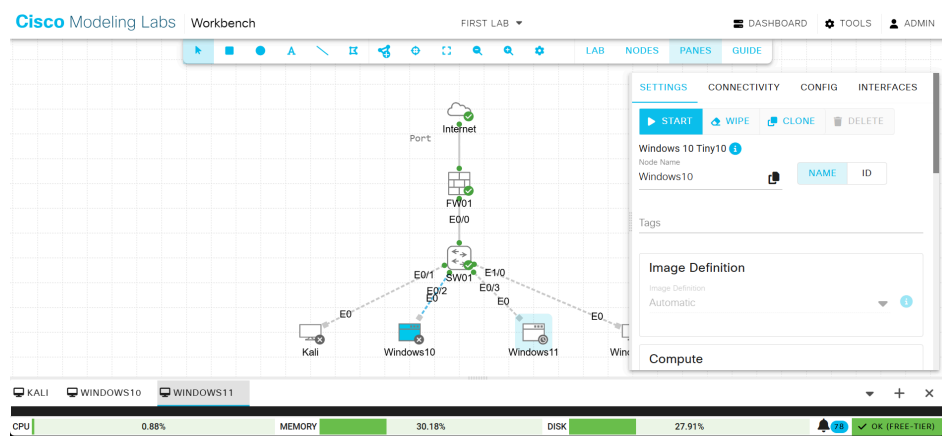 Cisco Modeling Labs Workbench FIRST LAB DASHBOARD TOOLS ADMIN
A LAB NODES PANES GUIDE
SETTINGS CONNECTIVITY CONFIG INTERFACES
START WIPE CLONE DELETE
Windows 10 Tiny10
Node Name
Windows10
NAME ID
Tags
Image Definition
Image Definition
Automatic
Compute
Internet
Port
FW01
E0/0
SW01
E0/1
E0/2
E0
E0/3
E1/0
E0
E0
E0
Kali
Windows10
Windows11
Wind
KALI WINDOWS10 WINDOWS11
CPU 0.88% MEMORY 30.18% DISK 27.91% 78 OK (FREE-TIER)